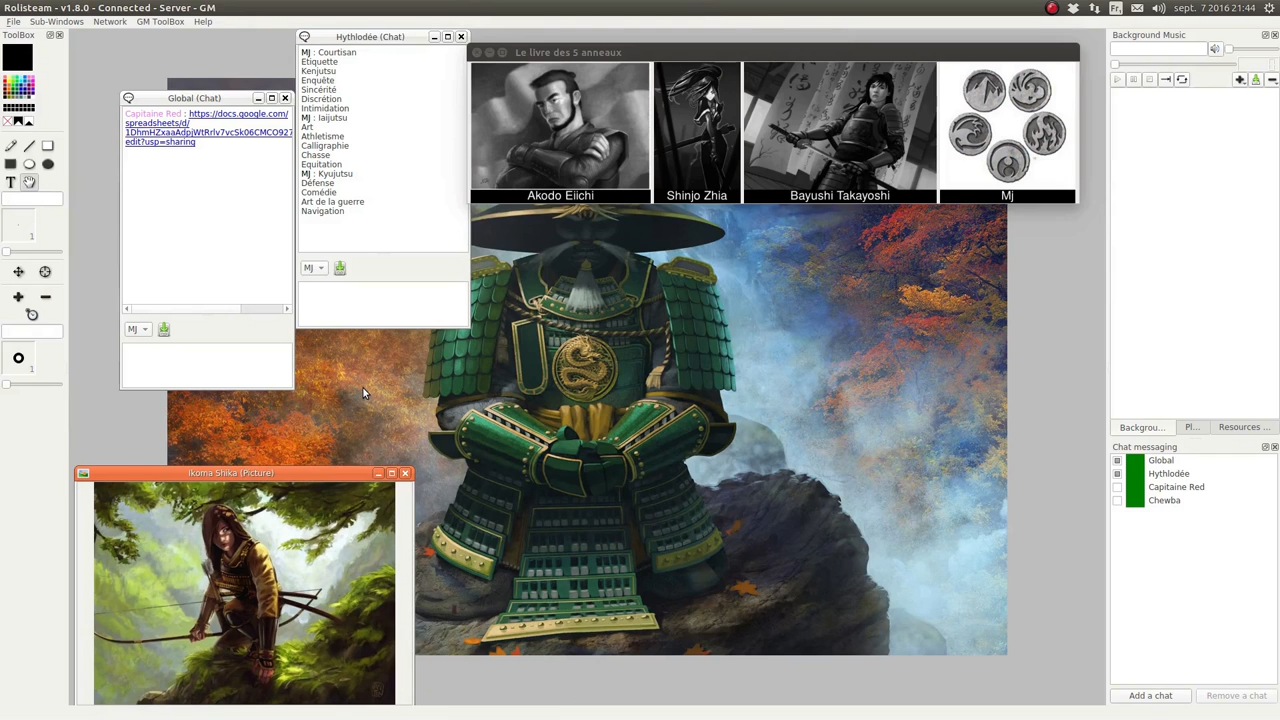 Rolisteam - v1.8.0 - Connected - Server - GM
Fr
sept. 7 2016 21:44
File Sub-Windows Network GM ToolBox Help
ToolBox
T
1
1
Global (Chat)
Capitaine Red : https://docs.google.com/
spreadsheets/d/
edit?usp=sharing
MJ
Hythlodée (Chat)
MJ : Courtisan
Etiquette
Kenjutsu
Enquête
Sincérité
Discrétion
Intimidation
MJ : Iaijutsu
Art
Athletisme
Calligraphie
Chasse
Equitation
MJ : Kyujutsu
Défense
Comédie
Art de la guerre
Navigation
MJ
Le livre des 5 anneaux
Akodo Eiichi
Shinjo Zhia
Bayushi Takayoshi
Mj
Ikoma Shika (Picture)
Background Music
Backgrou... Pl... Resources ...
Chat messaging
Global
Hythlodée
Capitaine Red
Chewba
Add a chat
Remove a chat